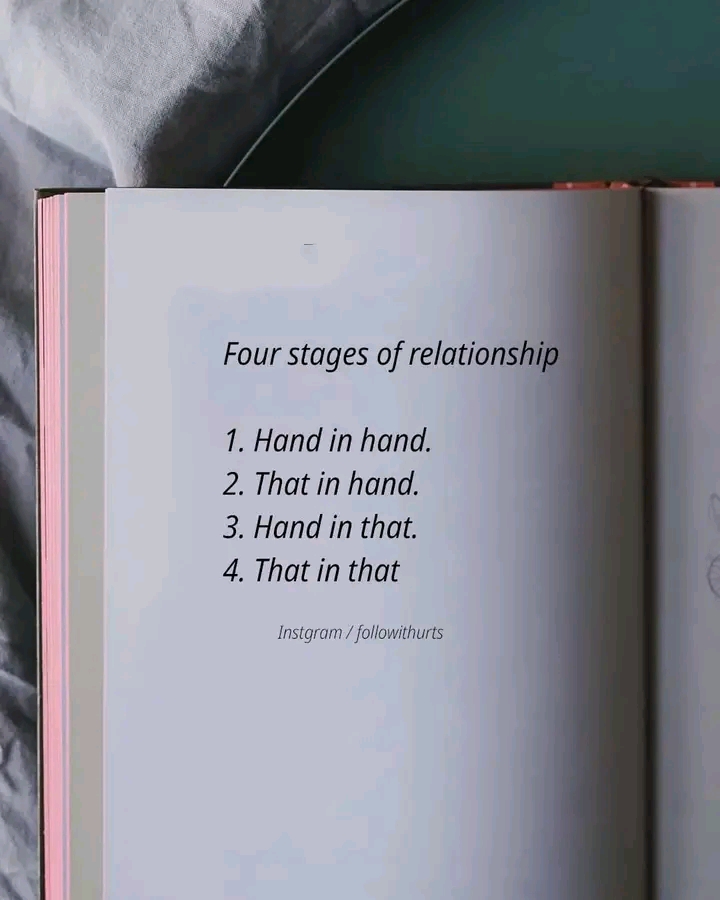 Four stages of relationship
1. Hand in hand.
2. That in hand.
3. Hand in that.
4. That in that
Instgram / followithurts